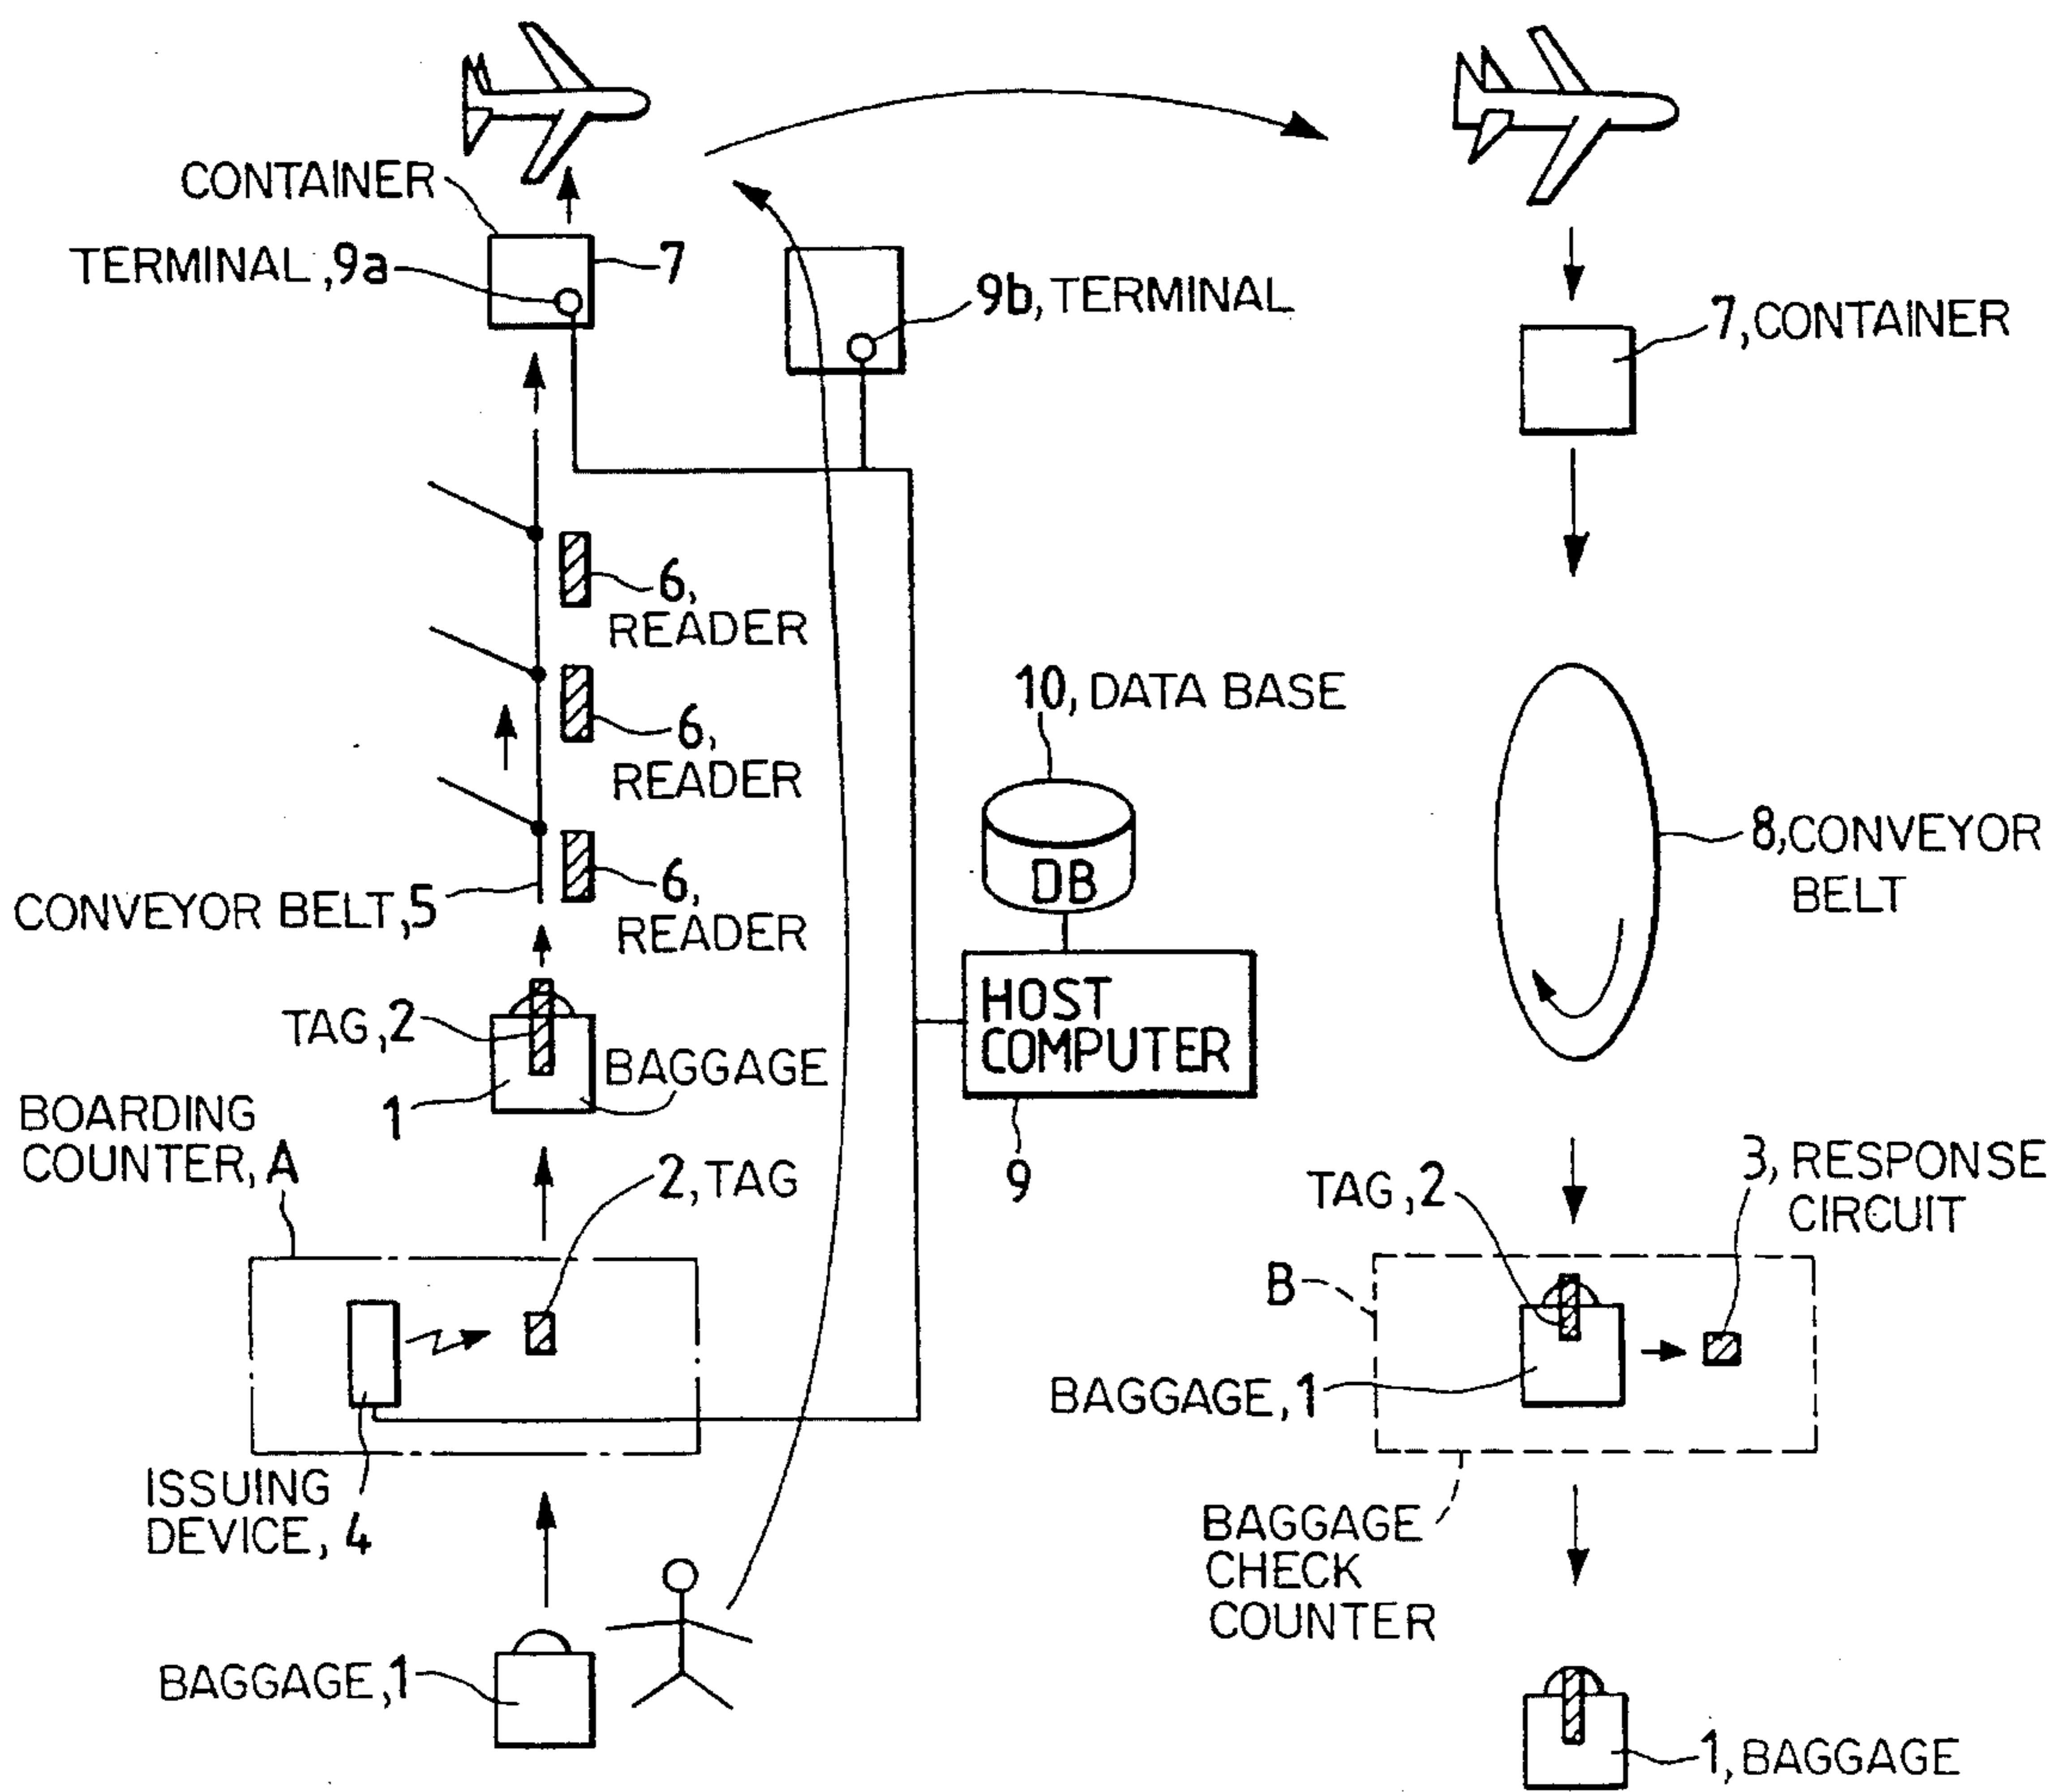 CONTAINER
TERMINAL, 9a
7
9b, TERMINAL
7, CONTAINER
6,
READER
6,
READER
6,
READER
CONVEYOR BELT, 5
10, DATA BASE
DB
HOST
COMPUTER
9
8, CONVEYOR
BELT
TAG, 2
1
BAGGAGE
BOARDING
COUNTER, A
2, TAG
ISSUING
DEVICE, 4
BAGGAGE, 1
TAG, 2
3, RESPONSE
CIRCUIT
B
BAGGAGE, 1
BAGGAGE
CHECK
COUNTER
1, BAGGAGE